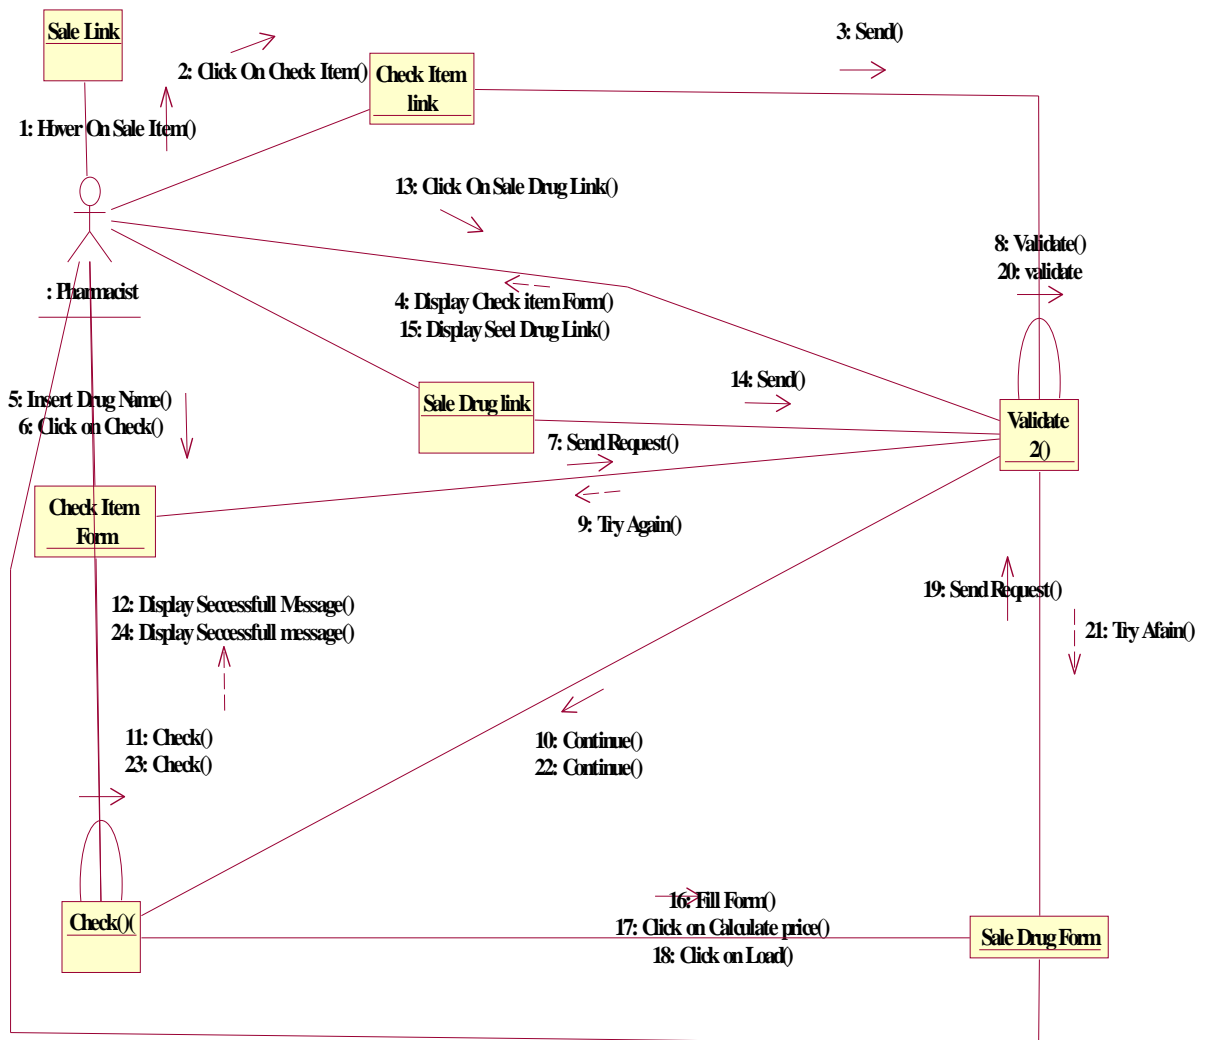 Sale Link
3: Send()
2: Click On Check Item()
Check Item
link
1: Hover On Sale Item()
13: Click On Sale Drug Link()
8: Validate()
20: validate
: Pharmacist
4: Display Check item Form()
15: Display Seel Drug Link()
14: Send()
5: Insert Drug Name()
6: Click on Check()
Sale Drug link
Validate
2()
7: Send Request()
Check Item
Form
9: Try Again()
19: Send Request()
12: Display Seccessfull Message()
24: Display Seccessfull message()
21: Try Afain()
11: Check()
23: Check()
10: Continue()
22: Continue()
16: Fill Form()
17: Click on Calculate price()
18: Click on Load()
Check()(
Sale Drug Form